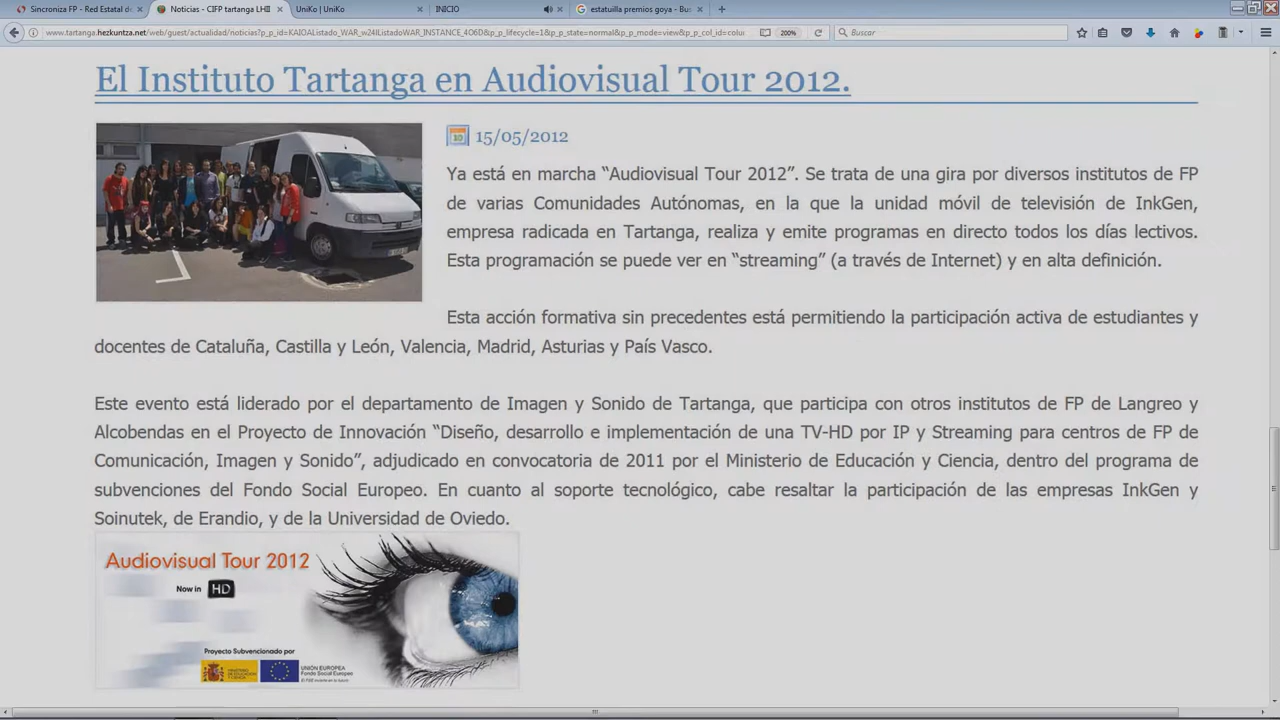 Sincroniza FP - Red Estatal de
Noticias - CIFP tartanga LHII
UniKo | UniKo
INICIO
estatuilla premios goya - Bus
www.tartanga.hezkuntza.net/web/guest/actualidad/noticias?p_p_id=KAIOAListado_WAR_w24lListadoWAR_INSTANCE_4O6D&p_p_lifecycle=1&p_p_state=normal&p_p_mode=view&p_p_col_id=colu
200%
Buscar
El Instituto Tartanga en Audiovisual Tour 2012.
15/05/2012
Ya está en marcha “Audiovisual Tour 2012”. Se trata de una gira por diversos institutos de FP
de varias Comunidades Autónomas, en la que la unidad móvil de televisión de InkGen,
empresa radicada en Tartanga, realiza y emite programas en directo todos los días lectivos.
Esta programación se puede ver en “streaming” (a través de Internet) y en alta definición.
Esta acción formativa sin precedentes está permitiendo la participación activa de estudiantes y
docentes de Cataluña, Castilla y León, Valencia, Madrid, Asturias y País Vasco.
Este evento está liderado por el departamento de Imagen y Sonido de Tartanga, que participa con otros institutos de FP de Langreo y
Alcobendas en el Proyecto de Innovación “Diseño, desarrollo e implementación de una TV-HD por IP y Streaming para centros de FP de
Comunicación, Imagen y Sonido”, adjudicado en convocatoria de 2011 por el Ministerio de Educación y Ciencia, dentro del programa de
subvenciones del Fondo Social Europeo. En cuanto al soporte tecnológico, cabe resaltar la participación de las empresas InkGen y
Soinutek, de Erandio, y de la Universidad de Oviedo.
Audiovisual Tour 2012
Now in HD
Proyecto Subvencionado por
MINISTERIO
DE EDUCACIÓN
Y CIENCIA
UNIÓN EUROPEA
Fondo Social Europeo